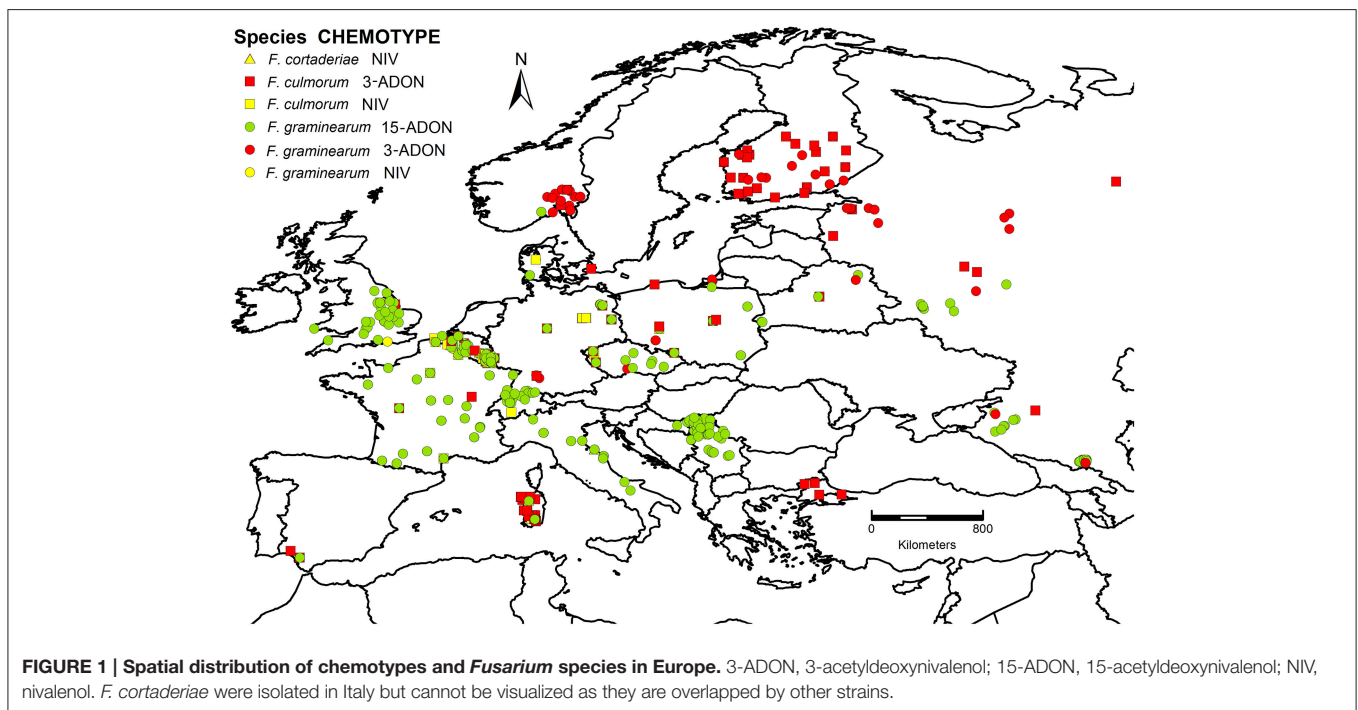 Species CHEMOTYPE
F. cortaderiae NIV
F. culmorum 3-ADON
F. culmorum NIV
F. graminearum 15-ADON
F. graminearum 3-ADON
F. graminearum NIV
N
0 800
Kilometers
FIGURE 1 | Spatial distribution of chemotypes and Fusarium species in Europe. 3-ADON, 3-acetyldeoxynivalenol; 15-ADON, 15-acetyldeoxynivalenol; NIV,
nivalenol. F. cortaderiae were isolated in Italy but cannot be visualized as they are overlapped by other strains.